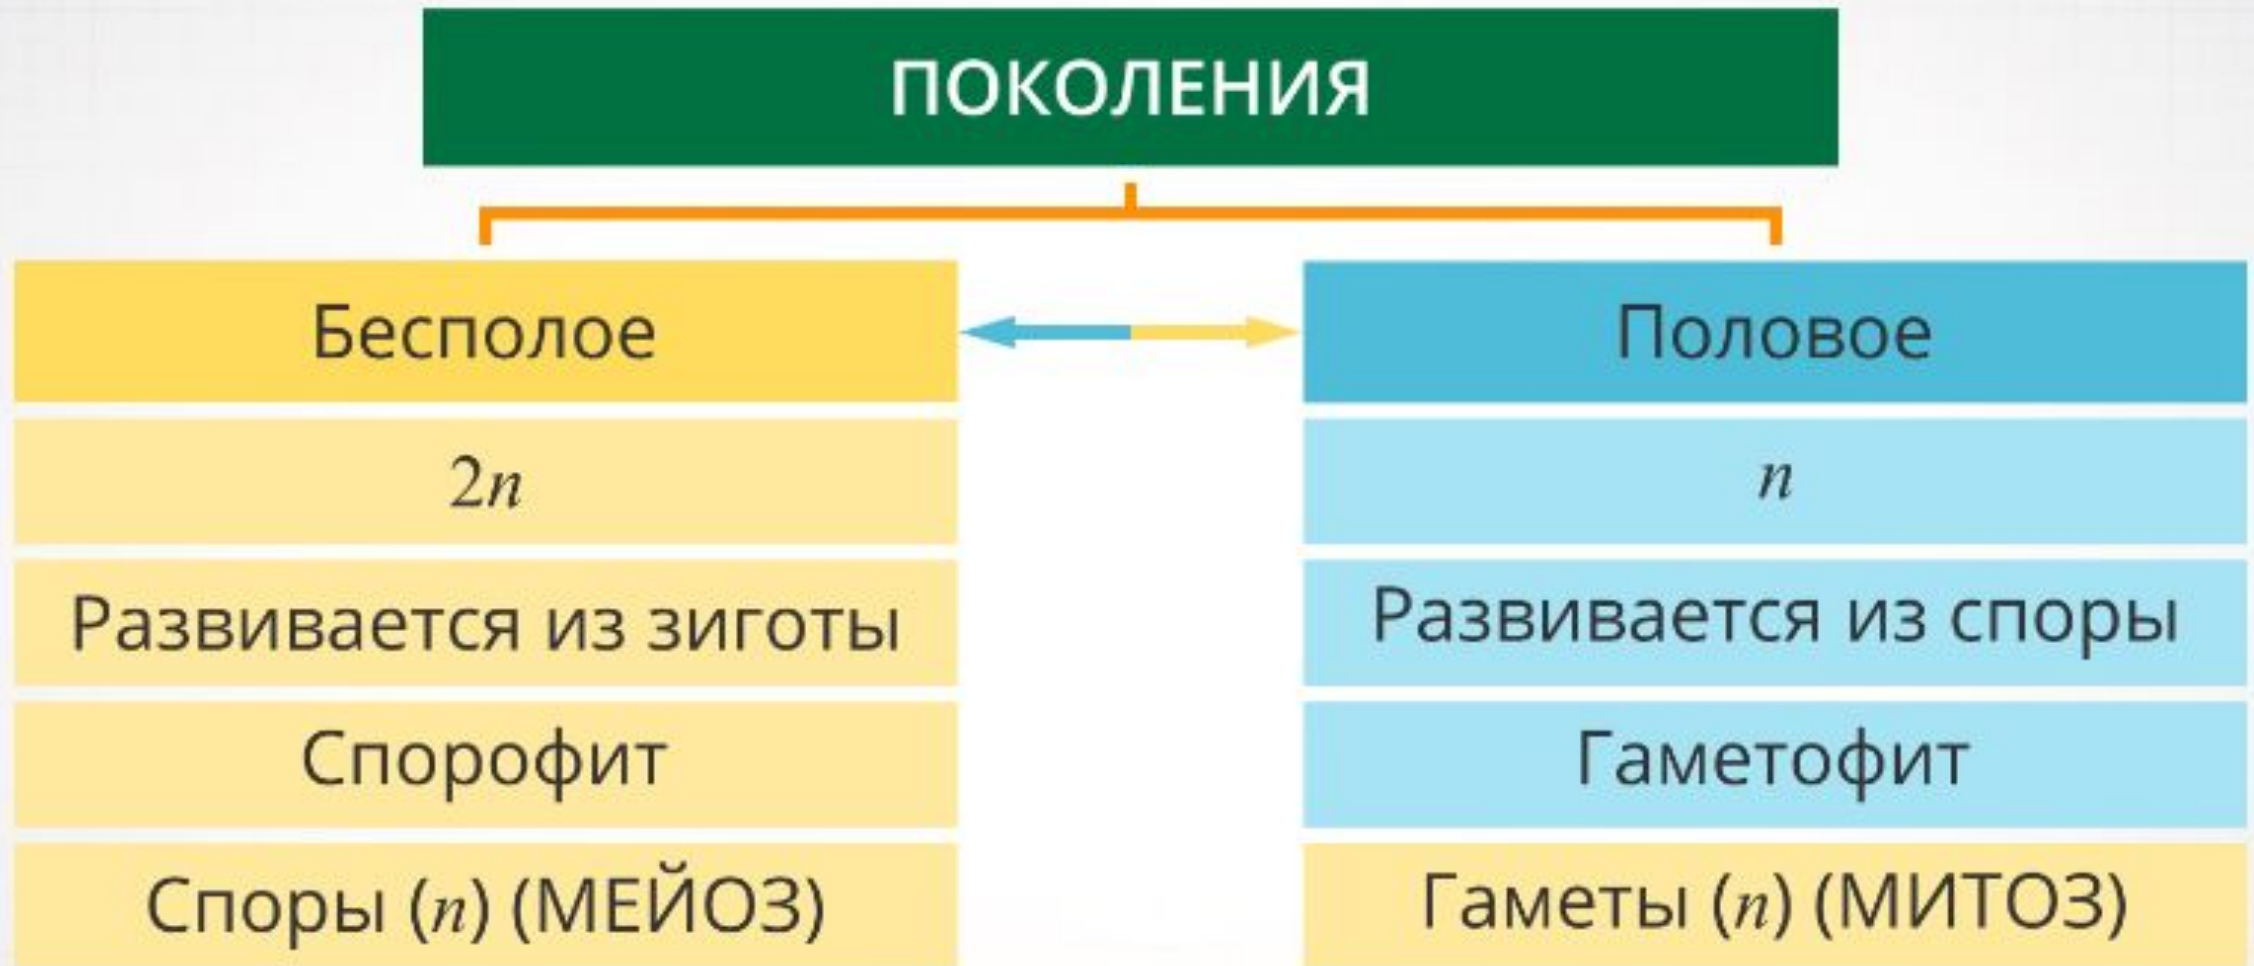 ПОКОЛЕНИЯ
Бесполое
2n
Развивается из зиготы
Спорофит
Споры (n) (МЕЙОЗ)
Половое
n
Развивается из споры
Гаметофит
Гаметы (n) (МИТОЗ)